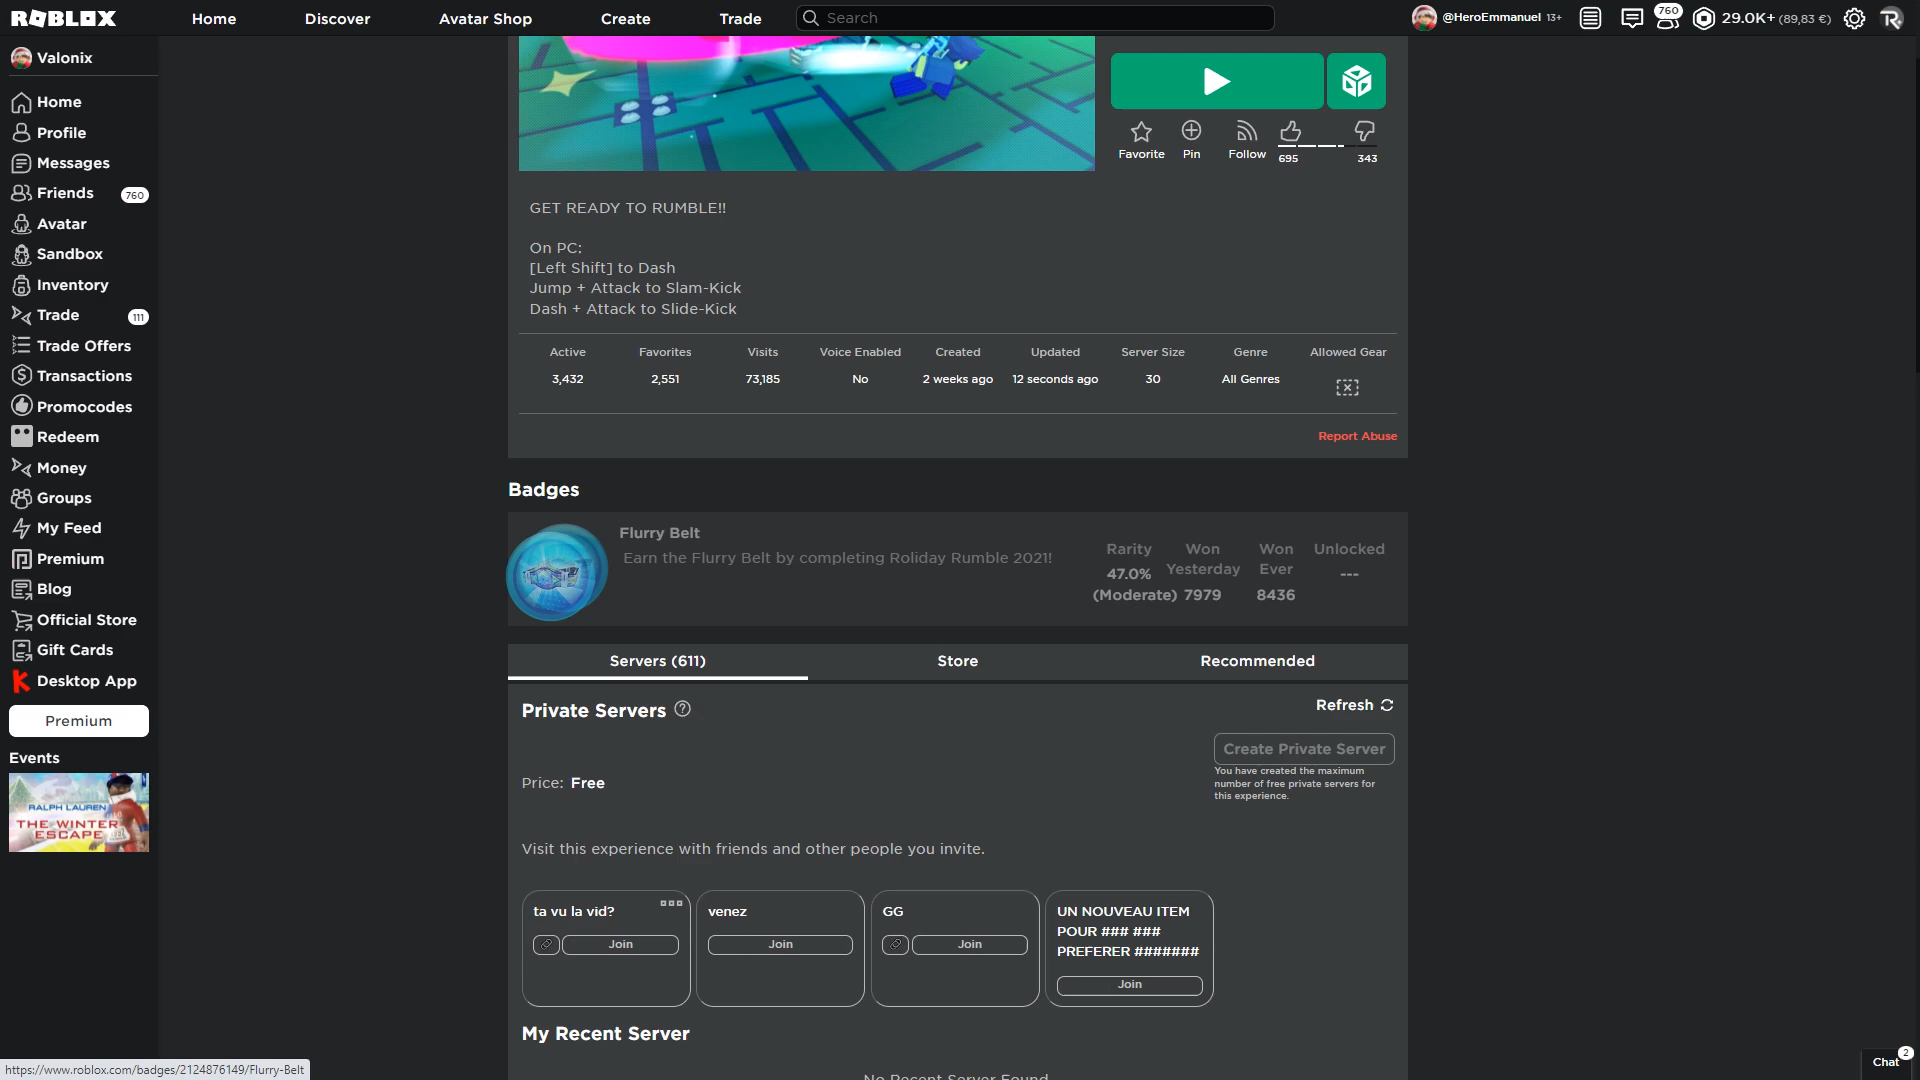 ROBLOX
Home
Discover
Avatar Shop
Create
Trade
Search
@HeroEmmanuel 13+
760
29.0K+ (89,83 €)
Valonix
Home
Profile
Messages
Friends 760
Avatar
Sandbox
Inventory
Trade 111
Trade Offers
Transactions
Promocodes
Redeem
Money
Groups
My Feed
Premium
Blog
Official Store
Gift Cards
Desktop App
Premium
Events
RALPH LAUREN
THE WINTER
ESCAPE
Favorite
Pin
Follow
695
343
GET READY TO RUMBLE!!
On PC:
[Left Shift] to Dash
Jump + Attack to Slam-Kick
Dash + Attack to Slide-Kick
Active Favorites Visits Voice Enabled Created Updated Server Size Genre Allowed Gear
3,432 2,551 73,185 No 2 weeks ago 12 seconds ago 30 All Genres
Report Abuse
Badges
Flurry Belt
Earn the Flurry Belt by completing Roliday Rumble 2021!
Rarity
47.0%
(Moderate)
Won
Yesterday
7979
Won
Ever
8436
Unlocked
---
Servers (611)
Store
Recommended
Private Servers
Refresh
Create Private Server
You have created the maximum
number of free private servers for
this experience.
Price: Free
Visit this experience with friends and other people you invite.
ta vu la vid?
Join
venez
Join
GG
Join
UN NOUVEAU ITEM
POUR ### ###
PREFERER #######
Join
My Recent Server
No Recent Server Found
https://www.roblox.com/badges/2124876149/Flurry-Belt
Chat 2